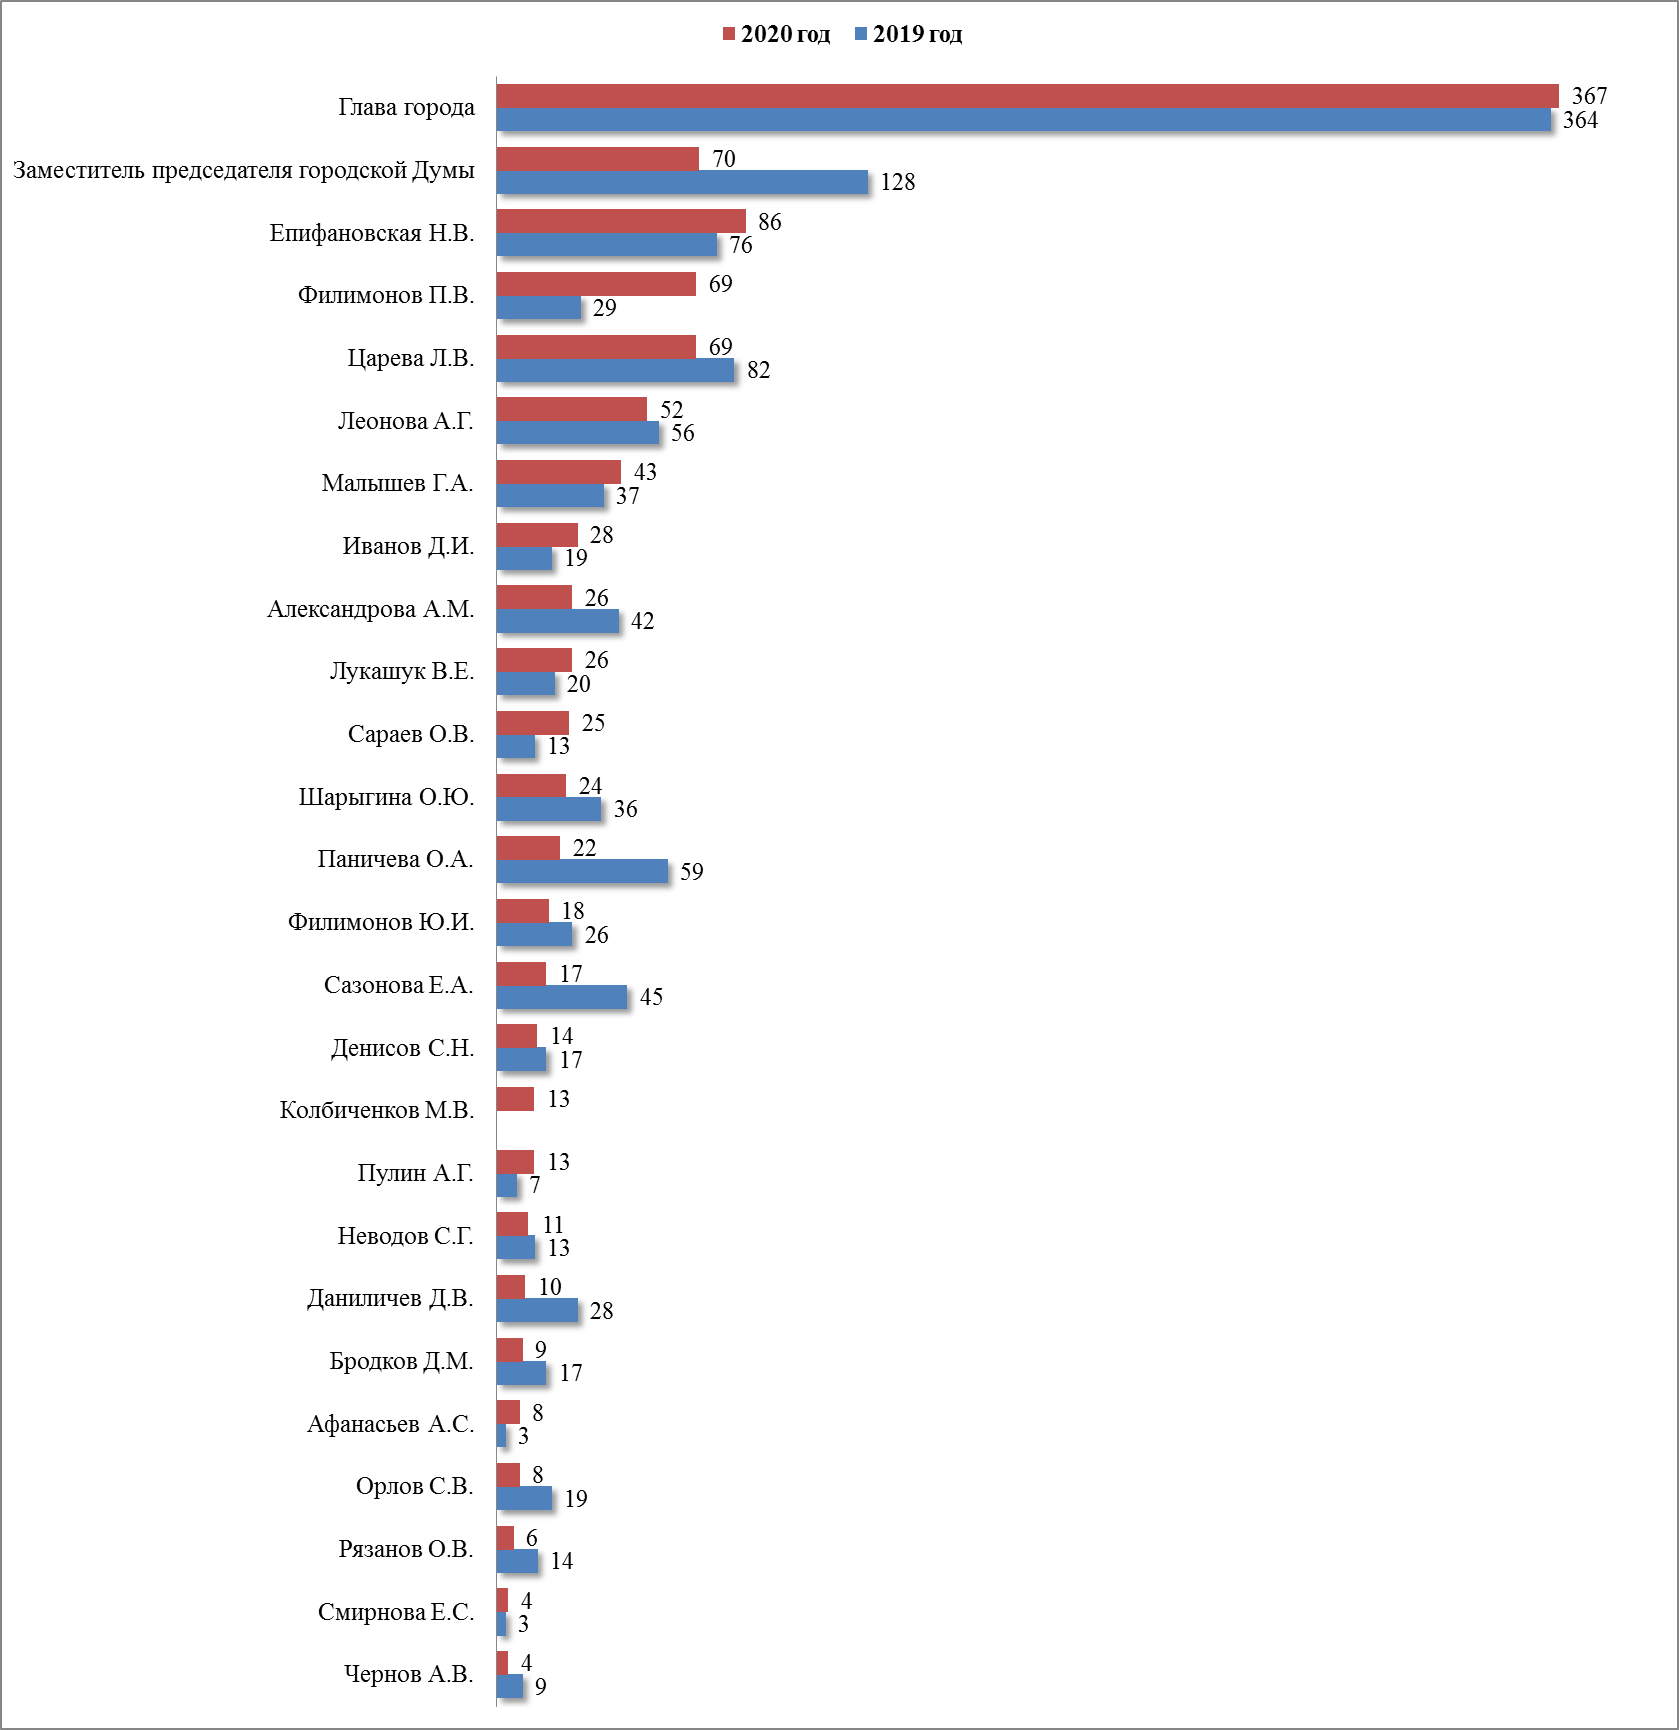 2020 год 2019 год
Глава города 367
364
Заместитель председателя городской Думы 70
128
Епифановская Н.В. 86
76
Филимонов П.В. 69
29
Царева Л.В. 69
82
Леонова А.Г. 52
56
Малышев Г.А. 43
37
Иванов Д.И. 28
19
Александрова А.М. 26
42
Лукашук В.Е. 26
20
Сараев О.В. 25
13
Шарыгина О.Ю. 24
36
Паничева О.А. 22
59
Филимонов Ю.И. 18
26
Сазонова Е.А. 17
45
Денисов С.Н. 14
17
Колбиченков М.В. 13
Пулин А.Г. 13
7
Неводов С.Г. 11
13
Даниличев Д.В. 10
28
Бродков Д.М. 9
17
Афанасьев А.С. 8
3
Орлов С.В. 8
19
Рязанов О.В. 6
14
Смирнова Е.С. 4
3
Чернов А.В. 4
9